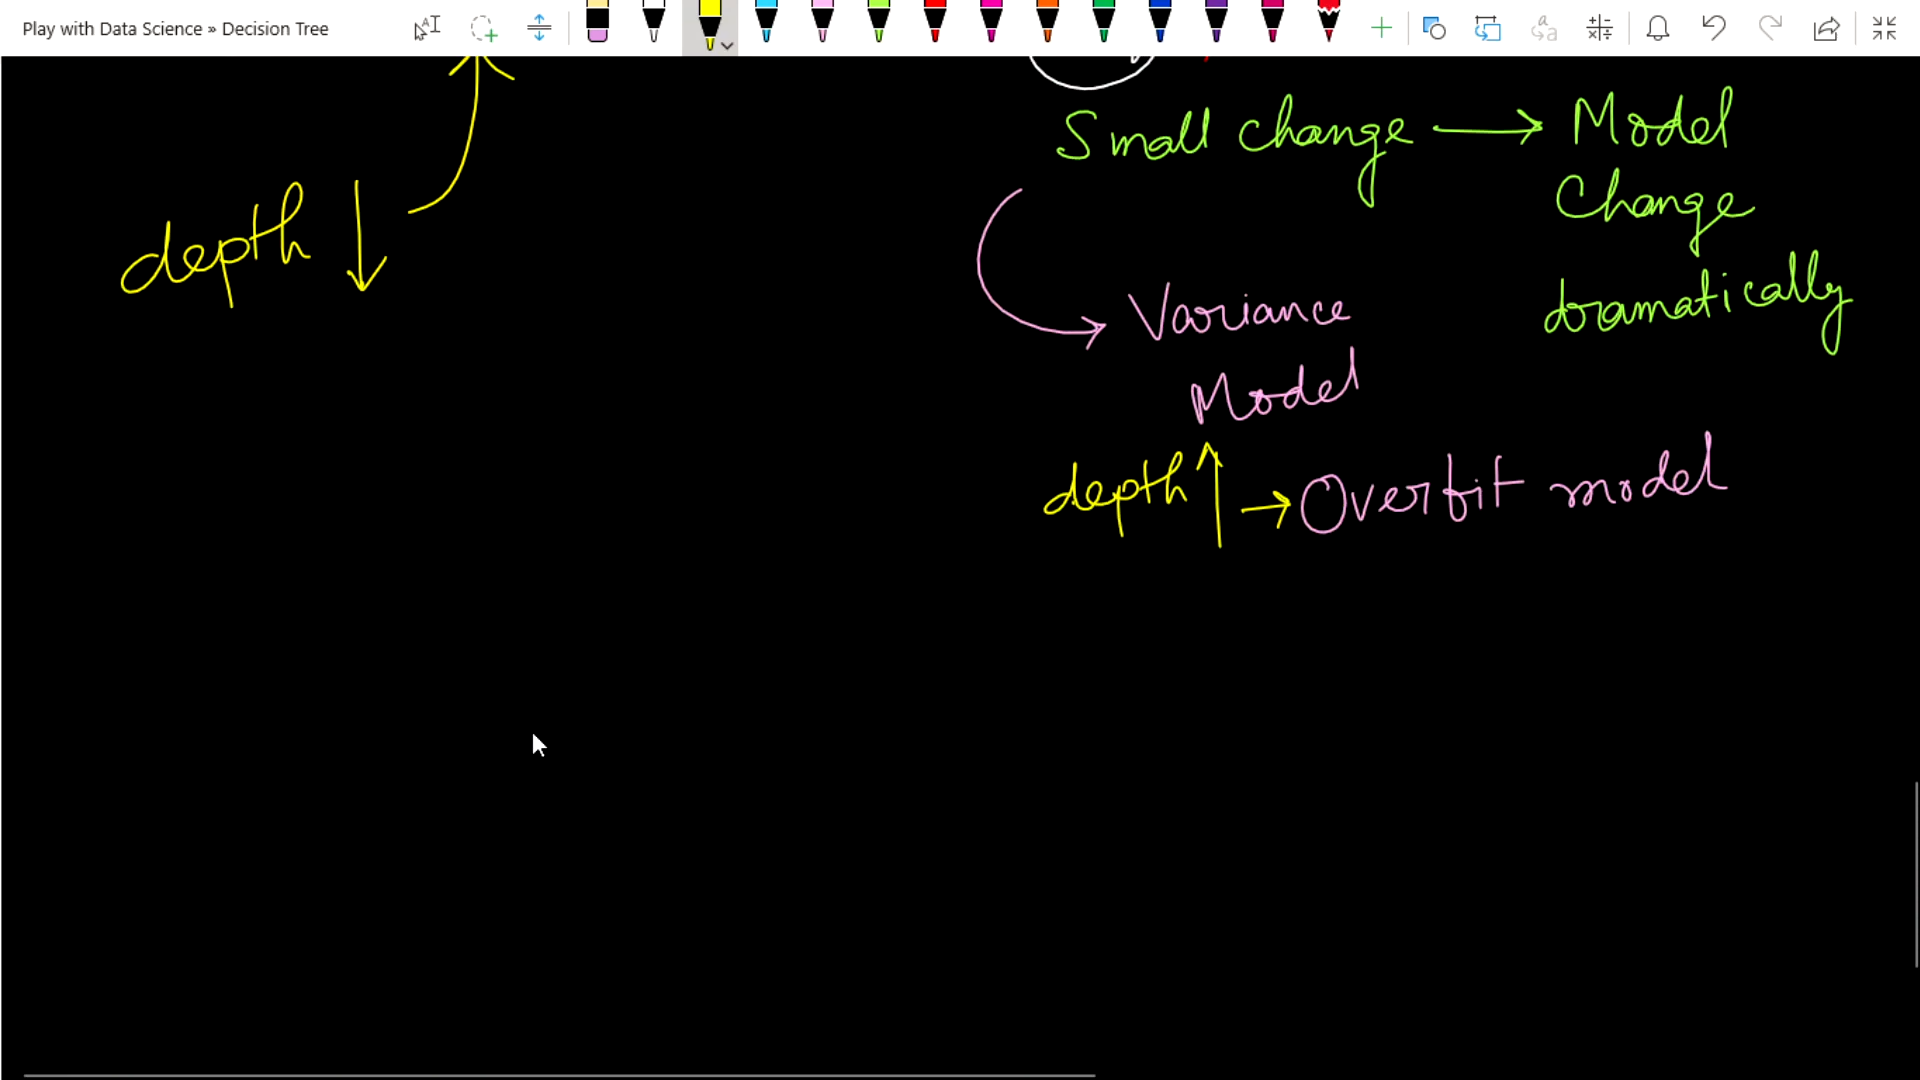 Play with Data Science » Decision Tree
Small change → Model
Change
dramatically
depth ↓
Variance
Model
depth ↑ → Overfit model